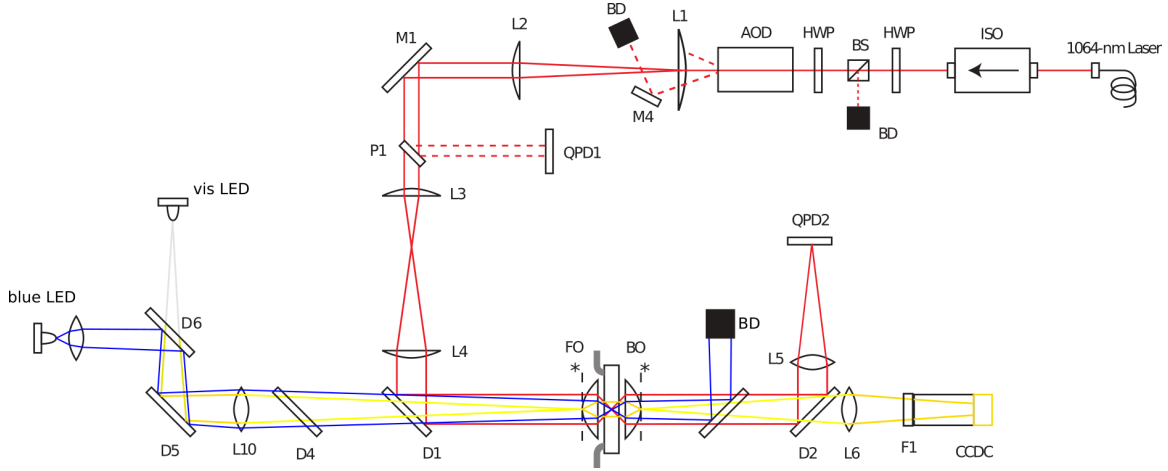 BD
L1
L2
AOD
HWP
BS
HWP
ISO
1064-nm Laser
M1
M4
BD
P1
QPD1
vis LED
L3
QPD2
blue LED
D6
BD
L4
FO
BO
L5
*
*
D5
L10
D4
D1
D2
L6
F1
CCDC